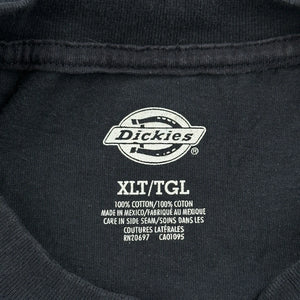 Dickies
®
XLT/TGL
100% COTTON/100% COTON
MADE IN MEXICO/FABRIQUÉ AU MEXIQUE
CARE IN SIDE SEAM/SOINS DANS LES
COUTURES LATÉRALES
RN20697 CA01095